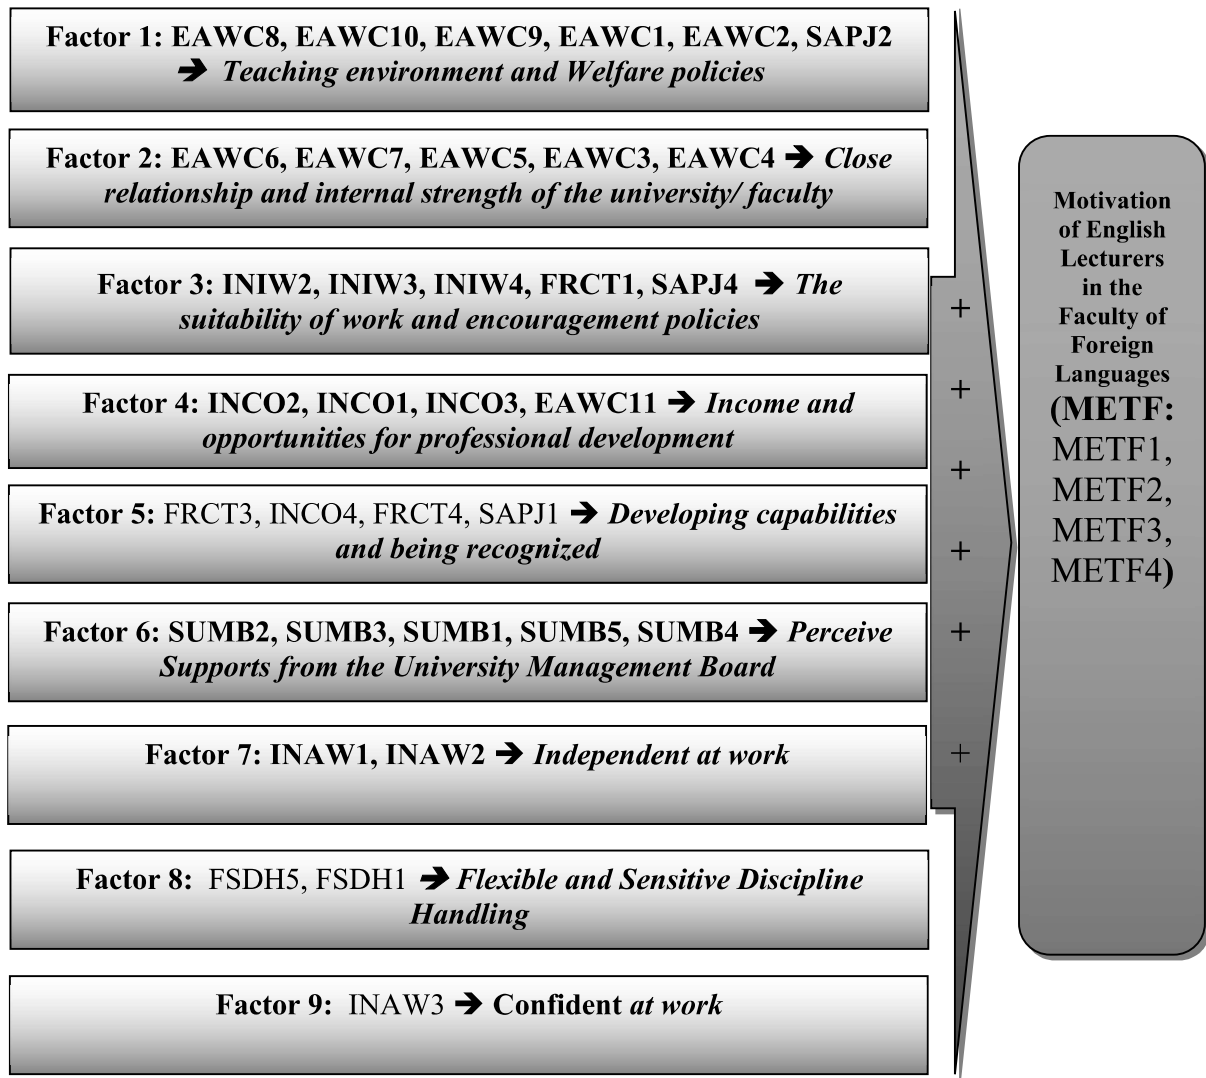 Factor 1: EAWC8, EAWC10, EAWC9, EAWC1, EAWC2, SAPJ2
➔ Teaching environment and Welfare policies
Factor 2: EAWC6, EAWC7, EAWC5, EAWC3, EAWC4 ➔ Close
relationship and internal strength of the university/ faculty
Factor 3: INIW2, INIW3, INIW4, FRCT1, SAPJ4 ➔ The
suitability of work and encouragement policies
Factor 4: INCO2, INCO1, INCO3, EAWC11 ➔ Income and
opportunities for professional development
Factor 5: FRCT3, INCO4, FRCT4, SAPJ1 ➔ Developing capabilities
and being recognized
Factor 6: SUMB2, SUMB3, SUMB1, SUMB5, SUMB4 ➔ Perceive
Supports from the University Management Board
Factor 7: INAW1, INAW2 ➔ Independent at work
Factor 8: FSDH5, FSDH1 ➔ Flexible and Sensitive Discipline
Handling
Factor 9: INAW3 ➔ Confident at work
+
+
+
+
+
+
Motivation
of English
Lecturers
in the
Faculty of
Foreign
Languages
(METF:
METF1,
METF2,
METF3,
METF4)